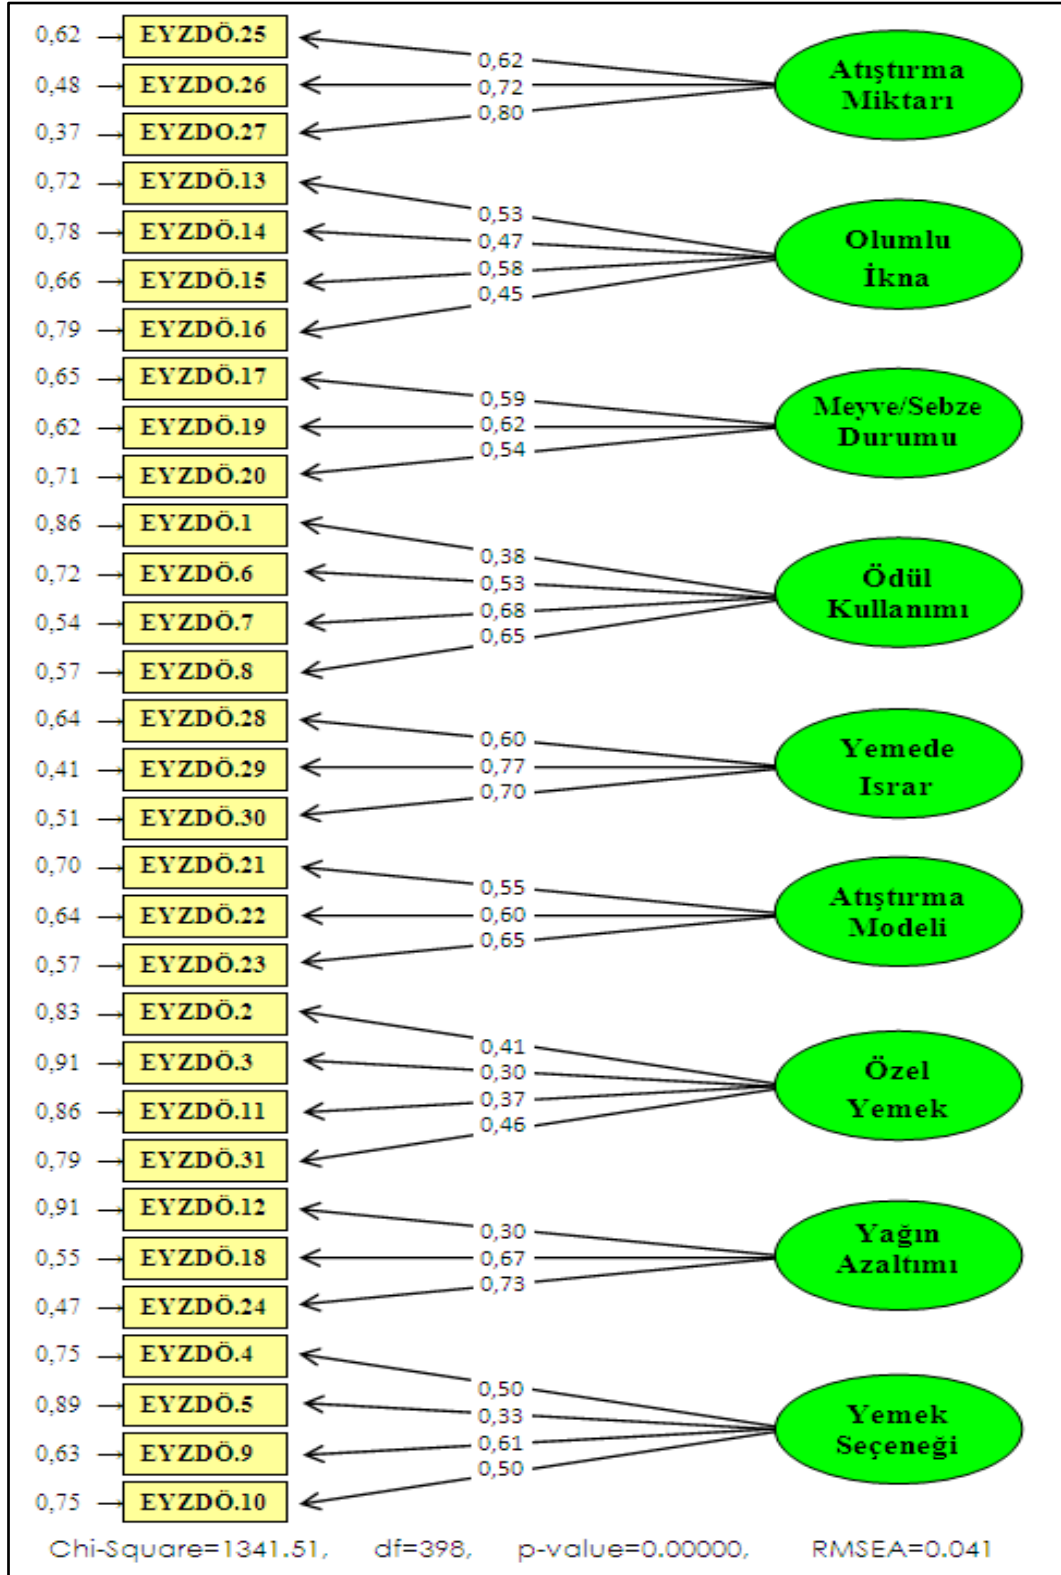 0,62 EYZDÖ.25
0,48 EYZDO.26
0,37 EYZDO.27
0,62
0,72
0,80
Atıştırma
Miktarı
0,72 EYZDÖ.13
0,78 EYZDÖ.14
0,66 EYZDÖ.15
0,79 EYZDÖ.16
0,53
0,47
0,58
0,45
Olumlu
İkna
0,65 EYZDÖ.17
0,62 EYZDÖ.19
0,71 EYZDÖ.20
0,59
0,62
0,54
Meyve/Sebze
Durumu
0,86 EYZDÖ.1
0,72 EYZDÖ.6
0,54 EYZDÖ.7
0,57 EYZDÖ.8
0,38
0,53
0,68
0,65
Ödül
Kullanımı
0,64 EYZDÖ.28
0,41 EYZDÖ.29
0,51 EYZDÖ.30
0,60
0,77
0,70
Yemede
Israr
0,70 EYZDÖ.21
0,64 EYZDÖ.22
0,57 EYZDÖ.23
0,55
0,60
0,65
Atıştırma
Modeli
0,83 EYZDÖ.2
0,91 EYZDÖ.3
0,86 EYZDÖ.11
0,79 EYZDÖ.31
0,41
0,30
0,37
0,46
Özel
Yemek
0,91 EYZDÖ.12
0,55 EYZDÖ.18
0,47 EYZDÖ.24
0,30
0,67
0,73
Yağın
Azaltımı
0,75 EYZDÖ.4
0,89 EYZDÖ.5
0,63 EYZDÖ.9
0,75 EYZDÖ.10
0,50
0,33
0,61
0,50
Yemek
Seçeneği
Chi-Square=1341.51, df=398, p-value=0.00000, RMSEA=0.041